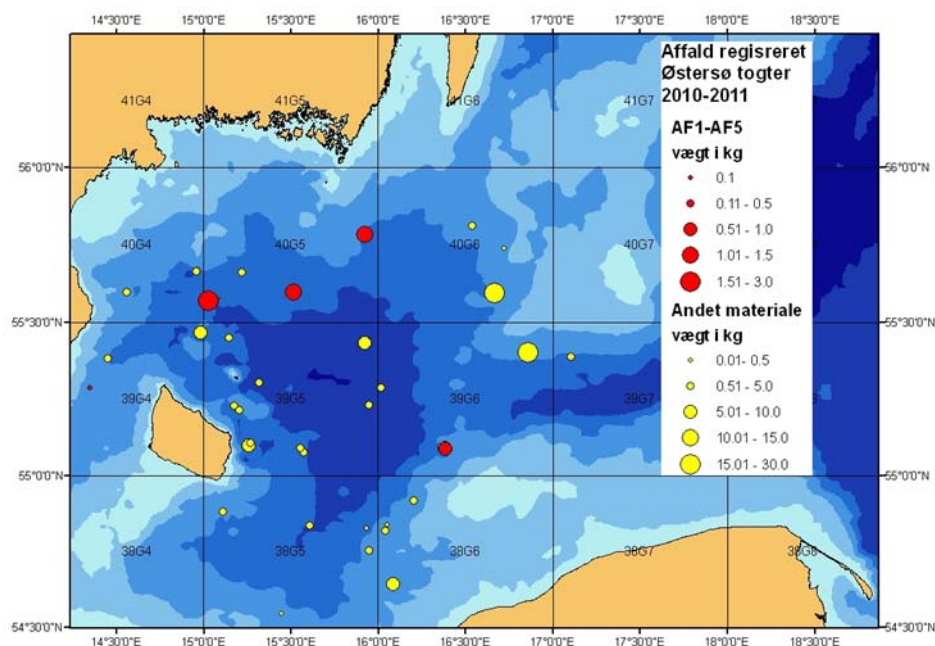 14°30'0"E 15°0'0"E 15°30'0"E 16°0'0"E 16°30'0"E 17°0'0"E 17°30'0"E 18°0'0"E 18°30'0"E
Affald regisreret
Østersø togter
2010-2011
AF1-AF5
vægt i kg
0.1
0.11 - 0.5
0.51 - 1.0
1.01 - 1.5
1.51 - 3.0
Andet materiale
vægt i kg
0.01- 0.5
0.51 - 5.0
5.01 - 10.0
10.01 - 15.0
15.01 - 30.0
41G4 41G5 41G6 41G7
56°0'0"N 56°0'0"N
40G4 40G5 40G6 40G7
55°30'0"N 55°30'0"N
39G4 39G5 39G6 39G7
55°0'0"N 55°0'0"N
38G4 38G5 38G6 38G7 38G8
54°30'0"N 54°30'0"N
14°30'0"E 15°0'0"E 15°30'0"E 16°0'0"E 16°30'0"E 17°0'0"E 17°30'0"E 18°0'0"E 18°30'0"E